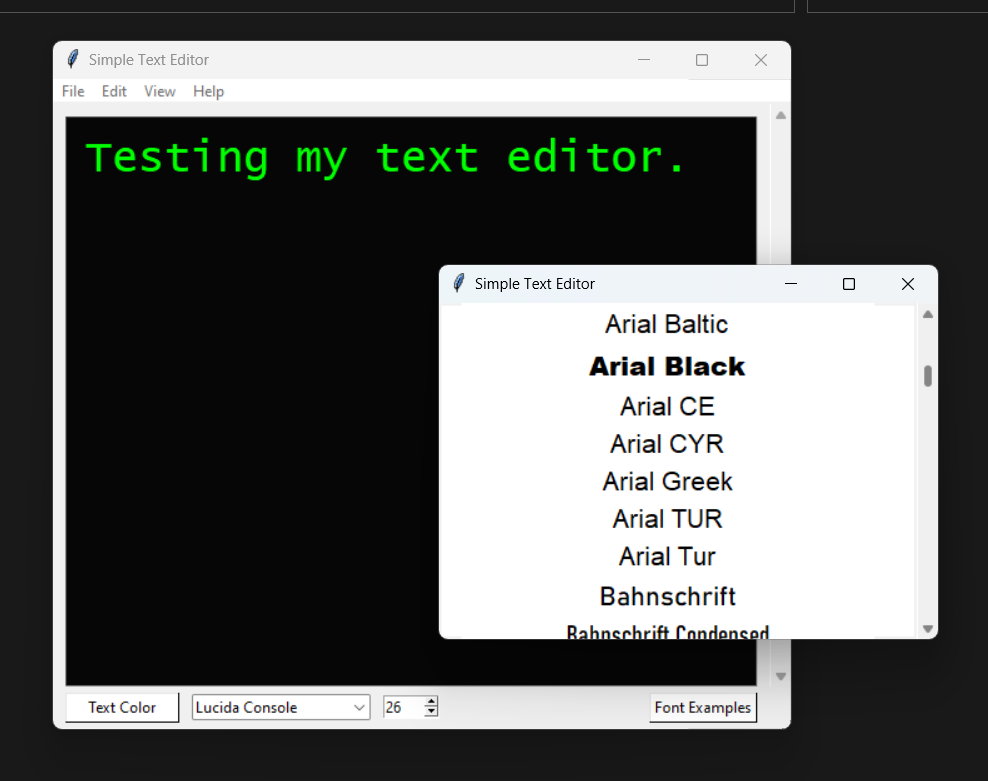 Simple Text Editor
File Edit View Help
Testing my text editor.
Simple Text Editor
Arial Baltic
Arial Black
Arial CE
Arial CYR
Arial Greek
Arial TUR
Arial Tur
Bahnschrift
Bahnschrift Condensed
Text Color Lucida Console 26 Font Examples